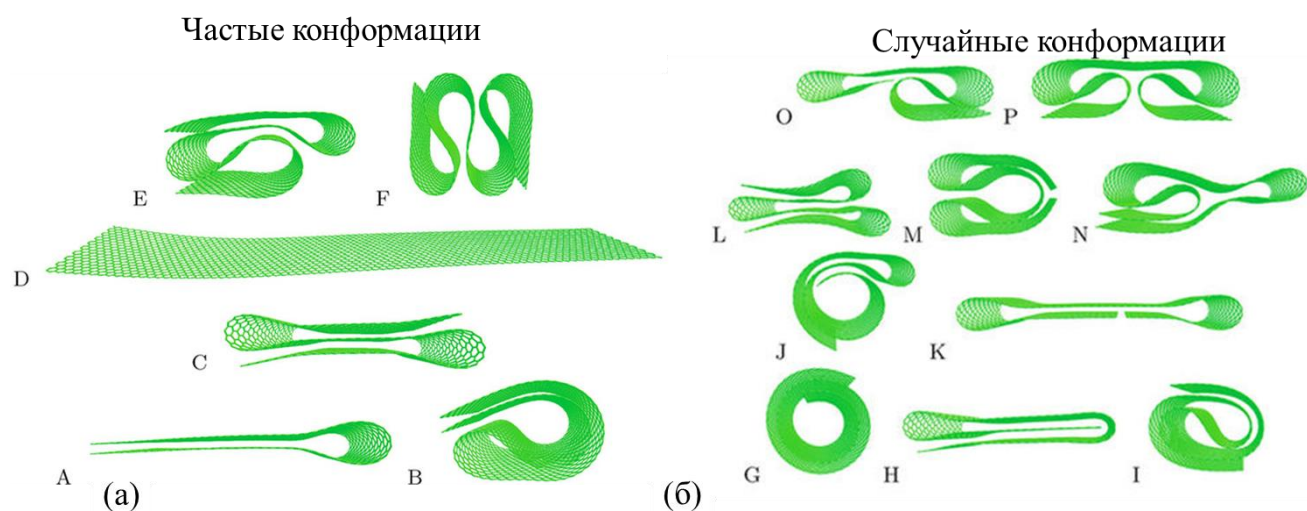 Частые конформации
Случайные конформации
O P
E F
L M N
D
C J K
A B G H I
(а) (б)